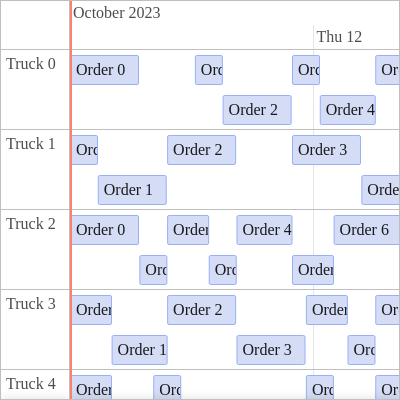 October 2023
Thu 12
Truck 0
Order 0 Orc Orc Or
Order 2 Order 4
Truck 1
Orc Order 2 Order 3
Order 1 Orde
Truck 2
Order 0 Order Order 4 Order 6
Orc Orc Order
Truck 3
Order Order 2 Order Or
Order 1 Order 3 Orc
Truck 4
Order Orc Orc Or